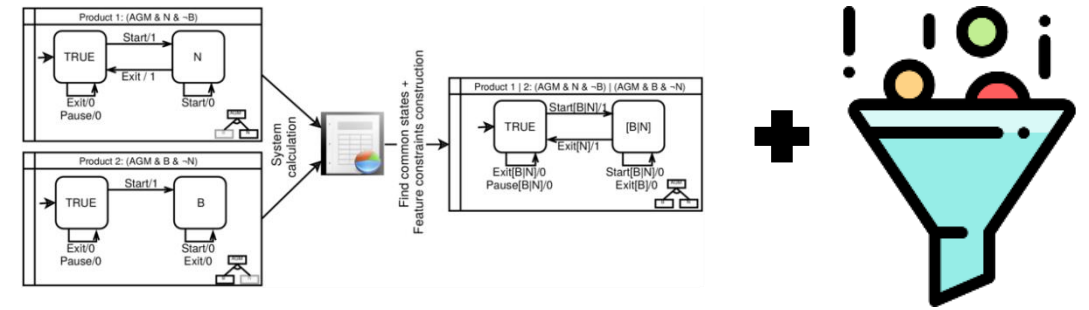 Product 1: (AGM & N & ¬B)
Start/1
TRUE
N
Exit / 1
Exit/0
Pause/0
Start/0
Product 2: (AGM & B & ¬N)
Start/1
TRUE
B
Exit/0
Pause/0
Start/0
Exit/0
System
calculation
Find common states +
Feature constraints construction
Product 1 | 2: (AGM & N & ¬B) | (AGM & B & ¬N)
Start[B|N]/1
TRUE
[B|N]
Exit[N]/1
Exit[B|N]/0
Pause[B|N]/0
Start[B|N]/0
Exit[B]/0